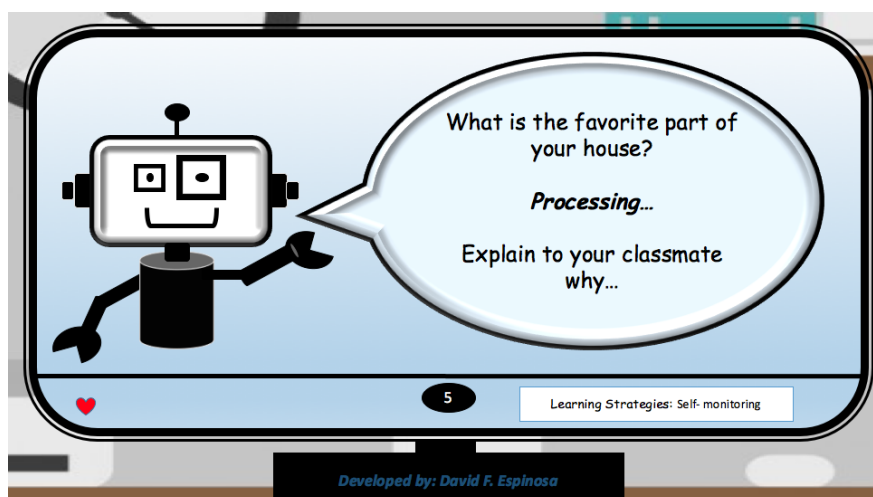 What is the favorite part of
your house?
Processing...
Explain to your classmate
why...
5
Learning Strategies: Self- monitoring
Developed by: David F. Espinosa